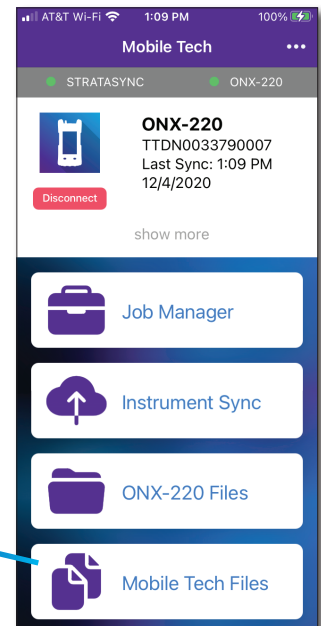 AT&T Wi-Fi 1:09 PM 100%
Mobile Tech
STRATASYNC ONX-220
ONX-220
TTDN0033790007
Last Sync: 1:09 PM
12/4/2020
Disconnect
show more
Job Manager
Instrument Sync
ONX-220 Files
Mobile Tech Files